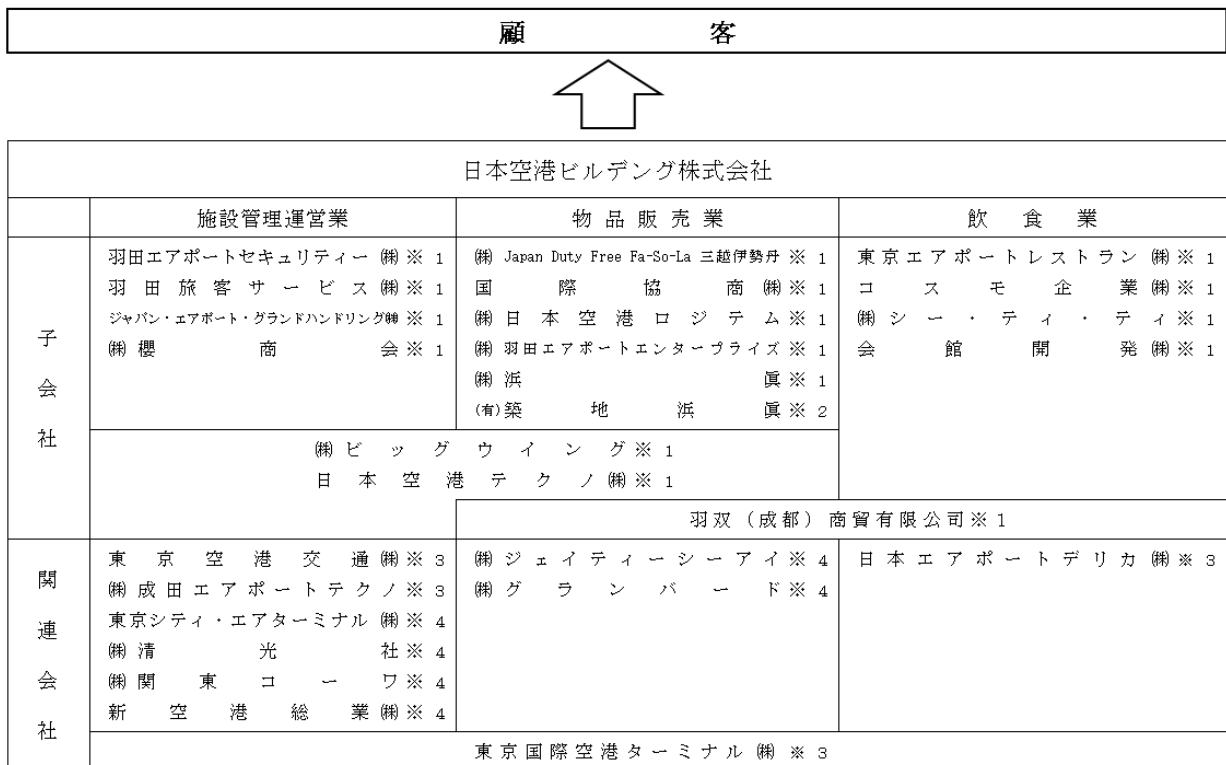 顧客
日本空港ビルデング株式会社
施設管理運営業
物品販売業
飲食業
子会社
羽田エアポートセキュリティー㈱※1
羽田旅客サービス㈱※1
ジャパン・エアポート・グランドハンドリング㈱※1
㈱櫻商会※1
㈱Japan Duty Free Fa-So-La 三越伊勢丹※1
国際協商㈱※1
㈱日本空港ロジテム※1
㈱羽田エアポートエンタープライズ※1
㈱浜眞※1
(有)築地浜眞※2
東京エアポートレストラン㈱※1
コスモ企業㈱※1
㈱シー・ティ・ティ※1
会館開発㈱※1
㈱ビッグウイング※1
日本空港テクノ㈱※1
羽双（成都）商貿有限公司※1
関連会社
東京空港交通㈱※3
㈱成田エアポートテクノ※3
東京シティ・エアターミナル㈱※4
㈱清光社※4
㈱関東コーワ※4
新空港総業㈱※4
㈱ジェイティーシーアイ※4
㈱グランバード※4
日本エアポートデリカ㈱※3
東京国際空港ターミナル㈱※3